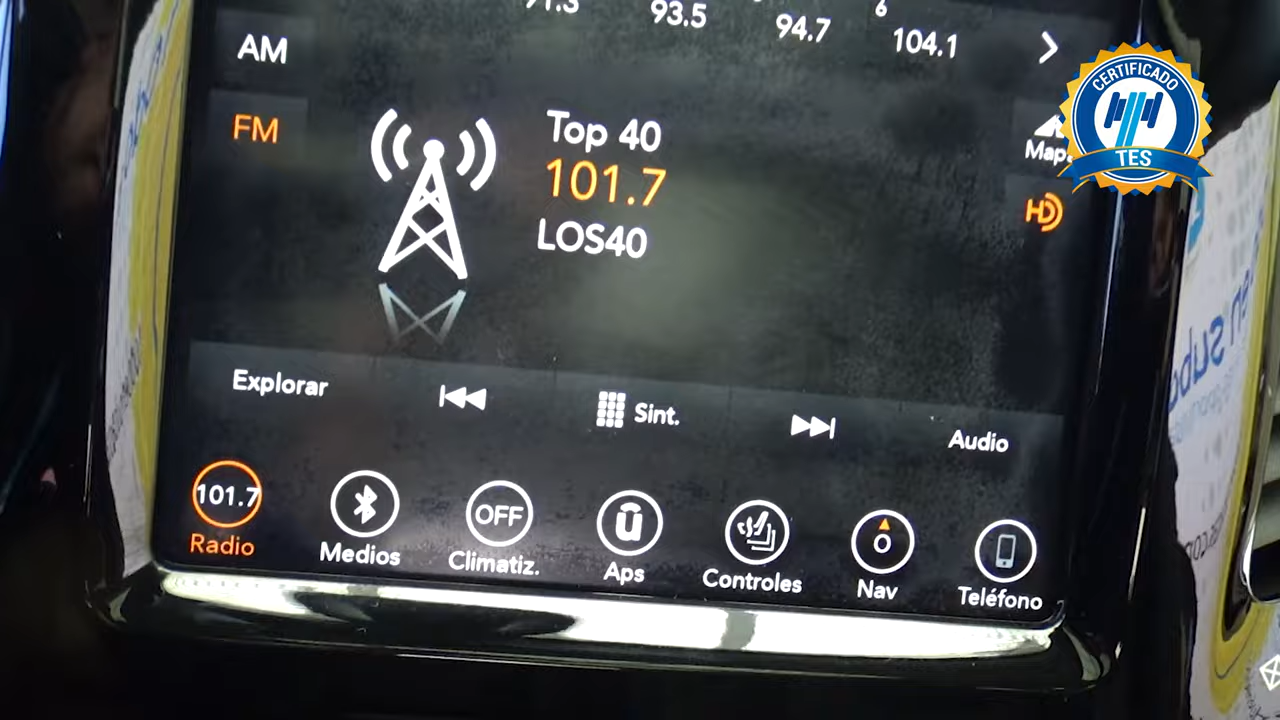 93.5
94.7
6
104.1
AM
FM
Top 40
101.7
LOS40
HD
CERTIFICADO
TES
Explorar
Sint.
Audio
101.7
Radio
Medios
OFF
Climatiz.
Aps
Controles
Nav
Teléfono